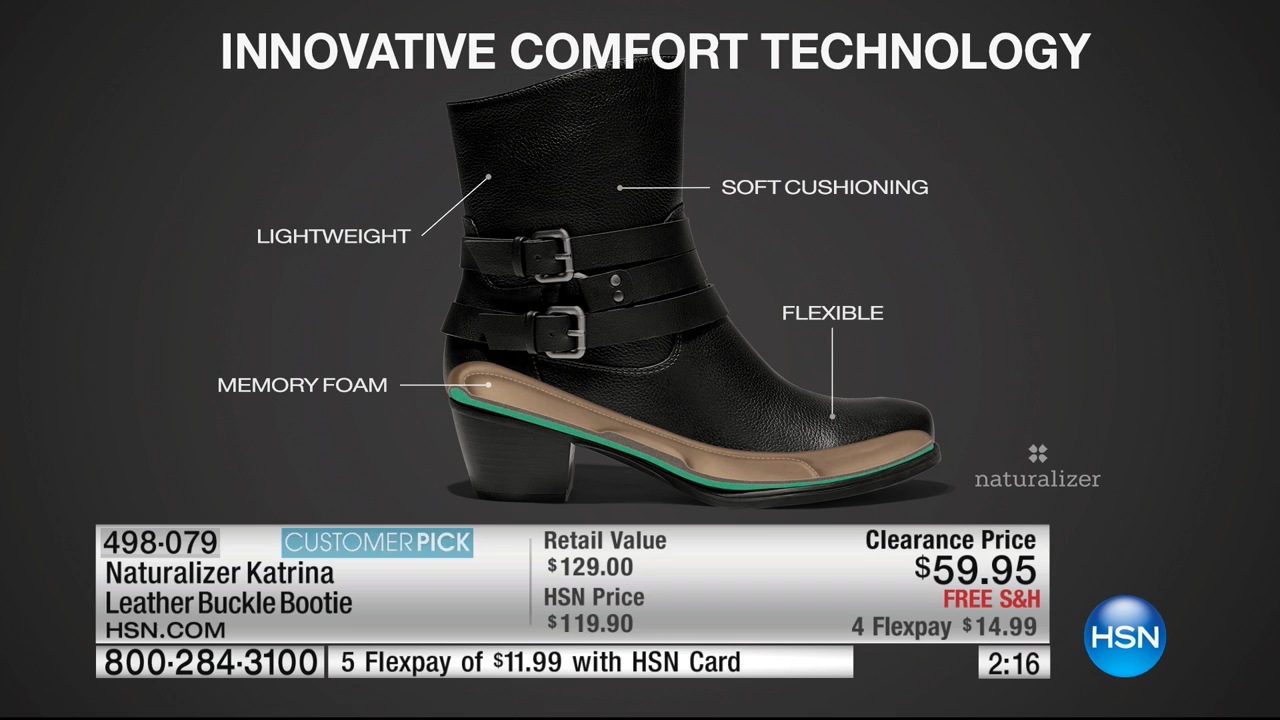 INNOVATIVE COMFORT TECHNOLOGY
SOFT CUSHIONING
LIGHTWEIGHT
FLEXIBLE
MEMORY FOAM
naturalizer
498-079
CUSTOMER PICK
Naturalizer Katrina
Leather Buckle Bootie
HSN.COM
Retail Value
$129.00
HSN Price
$119.90
Clearance Price
$59.95
FREE S&H
4 Flexpay $14.99
HSN
800-284-3100
5 Flexpay of $11.99 with HSN Card
2:16